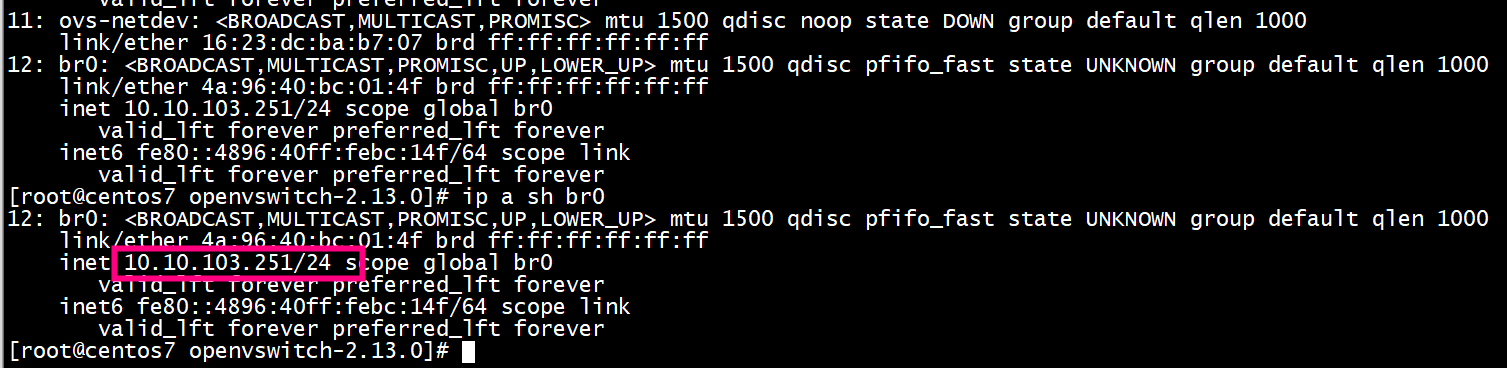 valid_lft forever preferred_lft forever
11: ovs-netdev: <BROADCAST,MULTICAST,PROMISC> mtu 1500 qdisc noop state DOWN group default qlen 1000
link/ether 16:23:dc:ba:b7:07 brd ff:ff:ff:ff:ff:ff
12: br0: <BROADCAST,MULTICAST,PROMISC,UP,LOWER_UP> mtu 1500 qdisc pfifo_fast state UNKNOWN group default qlen 1000
link/ether 4a:96:40:bc:01:4f brd ff:ff:ff:ff:ff:ff
inet 10.10.103.251/24 scope global br0
valid_lft forever preferred_lft forever
inet6 fe80::4896:40ff:febc:14f/64 scope link
valid_lft forever preferred_lft forever
[root@centos7 openvswitch-2.13.0]# ip a sh br0
12: br0: <BROADCAST,MULTICAST,PROMISC,UP,LOWER_UP> mtu 1500 qdisc pfifo_fast state UNKNOWN group default qlen 1000
link/ether 4a:96:40:bc:01:4f brd ff:ff:ff:ff:ff:ff
inet 10.10.103.251/24 scope global br0
valid_lft forever preferred_lft forever
inet6 fe80::4896:40ff:febc:14f/64 scope link
valid_lft forever preferred_lft forever
[root@centos7 openvswitch-2.13.0]#